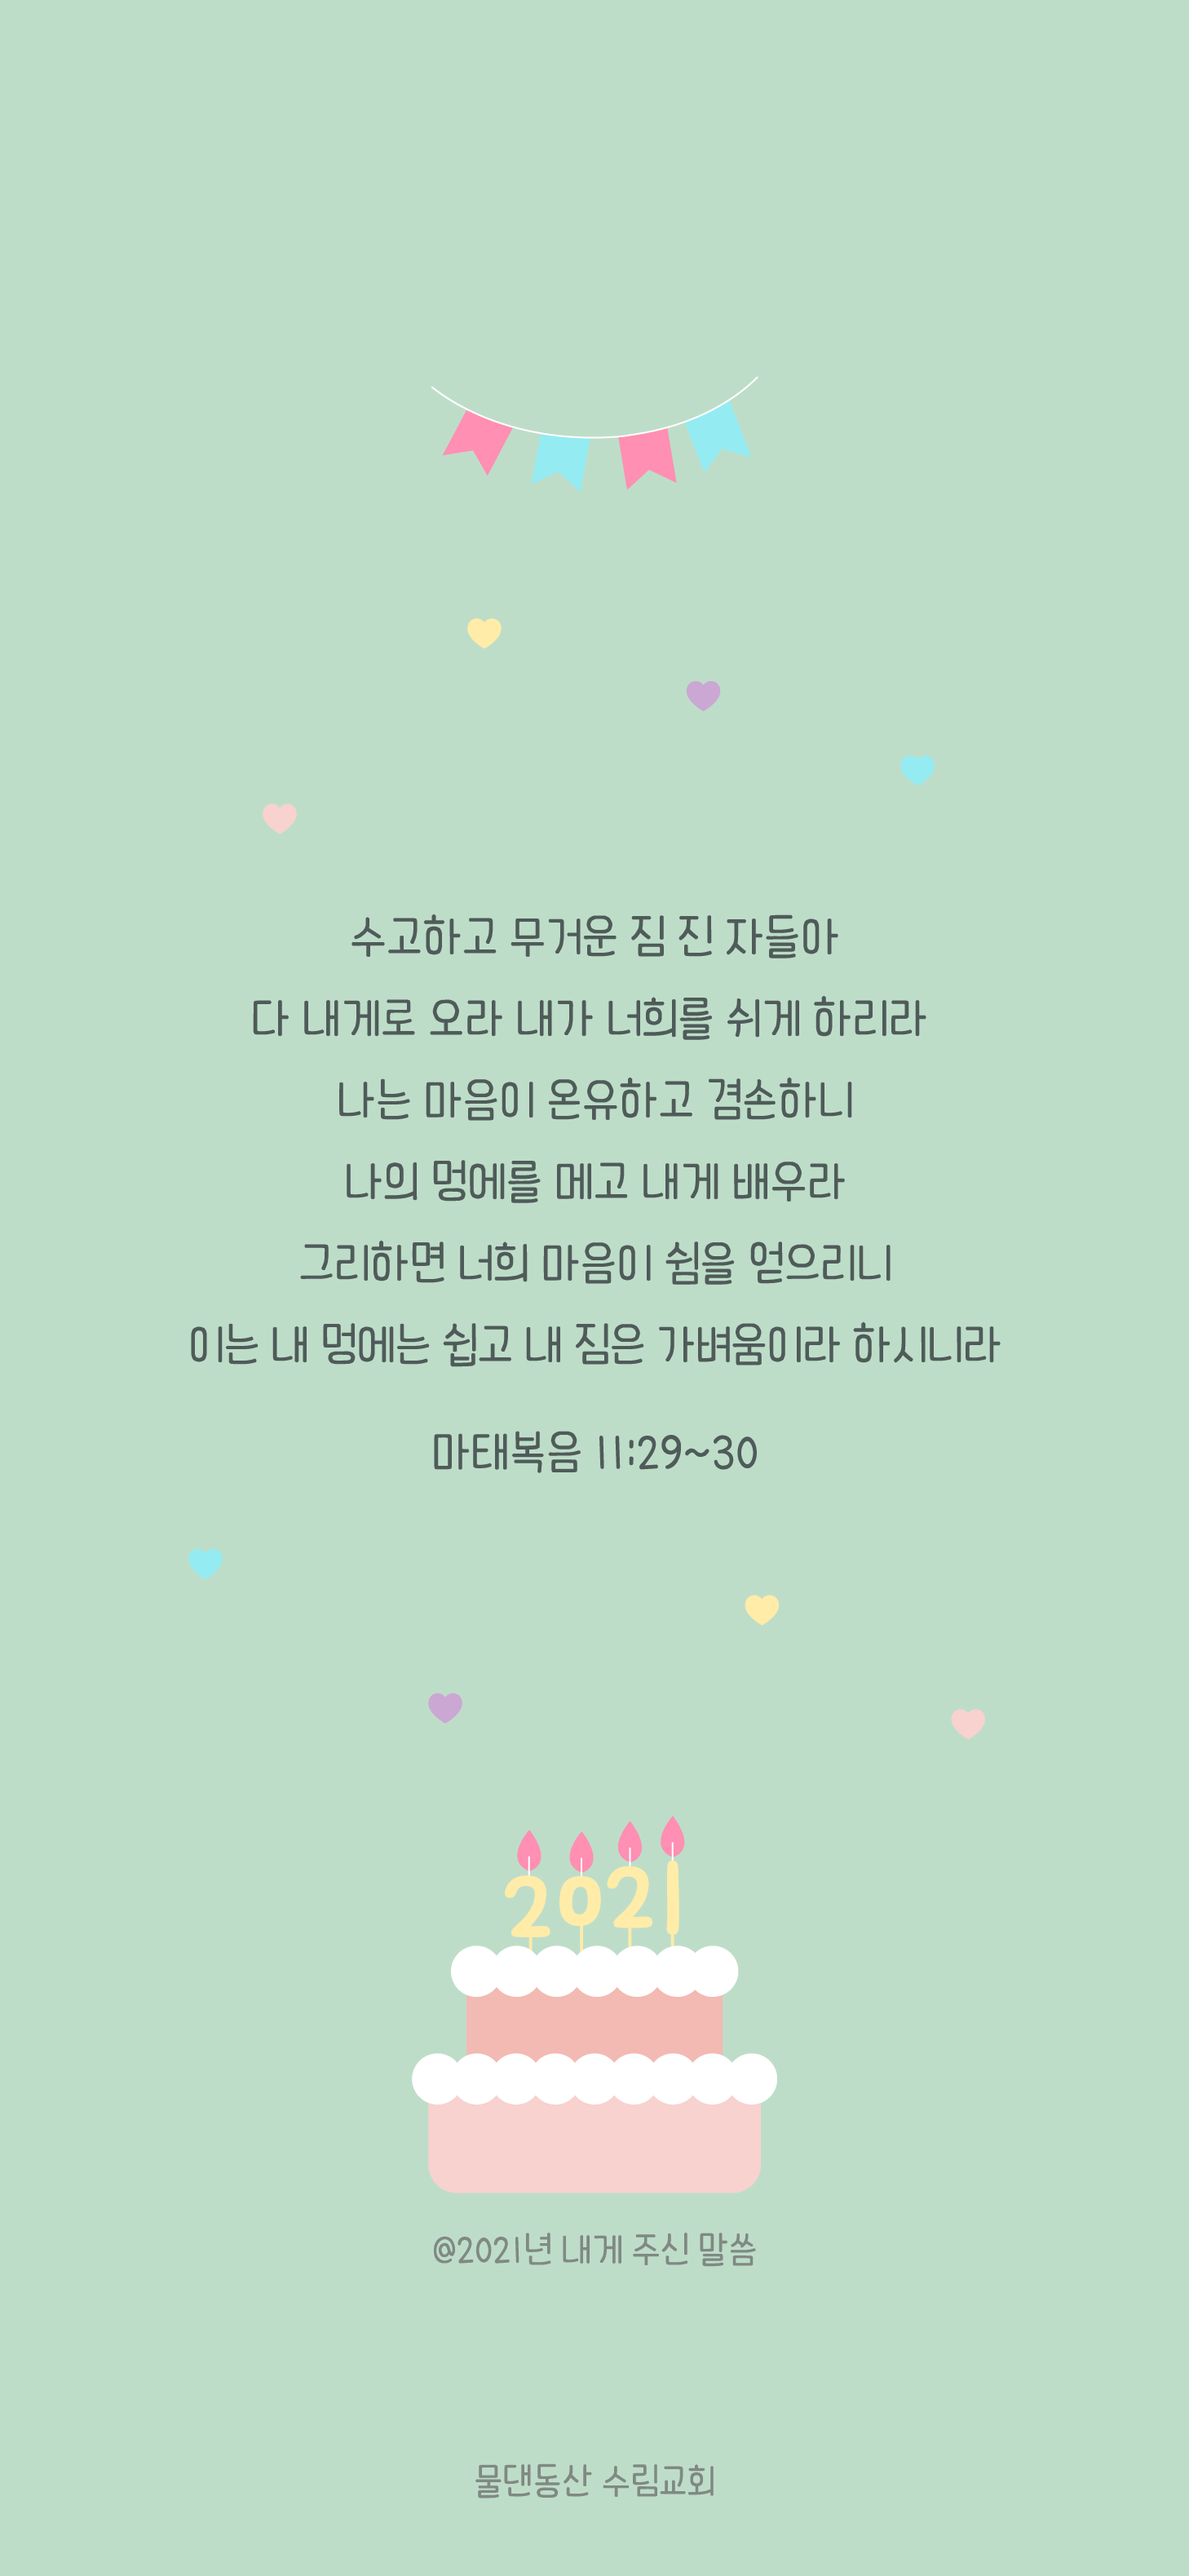 수고하고 무거운 짐 진 자들아
다 내게로 오라 내가 너희를 쉬게 하리라
나는 마음이 온유하고 겸손하니
나의 멍에를 메고 내게 배우라
그리하면 너희 마음이 쉼을 얻으리니
이는 내 멍에는 쉽고 내 짐은 가벼움이라 하시니라
마태복음 11:29~30
2021
@2021년 내게 주신 말씀
물댄동산 수림교회